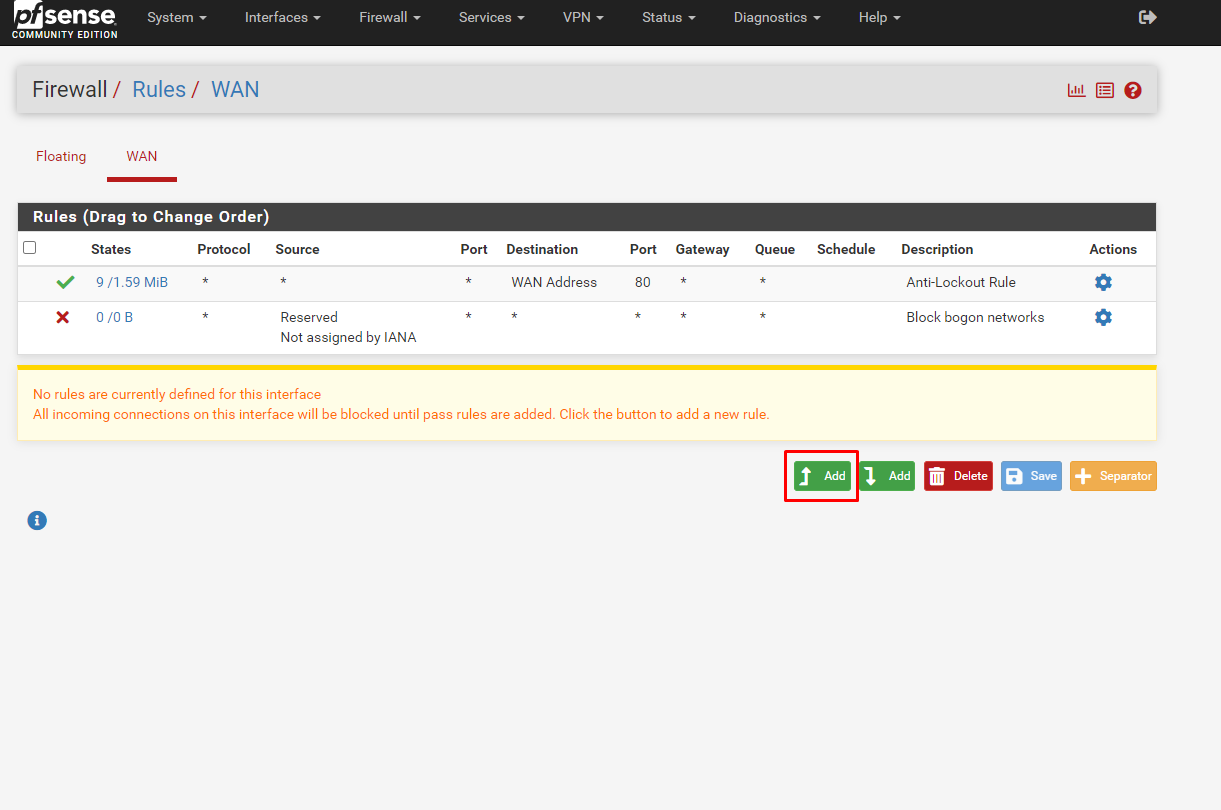 pfsense
COMMUNITY EDITION
System Interfaces Firewall Services VPN Status Diagnostics Help
Firewall / Rules / WAN
Floating WAN
Rules (Drag to Change Order)
States Protocol Source Port Destination Port Gateway Queue Schedule Description Actions
9 /1.59 MiB * * * WAN Address 80 * * Anti-Lockout Rule
0 /0 B * Reserved * * * * * Block bogon networks
Not assigned by IANA
No rules are currently defined for this interface
All incoming connections on this interface will be blocked until pass rules are added. Click the button to add a new rule.
Add Add Delete Save Separator